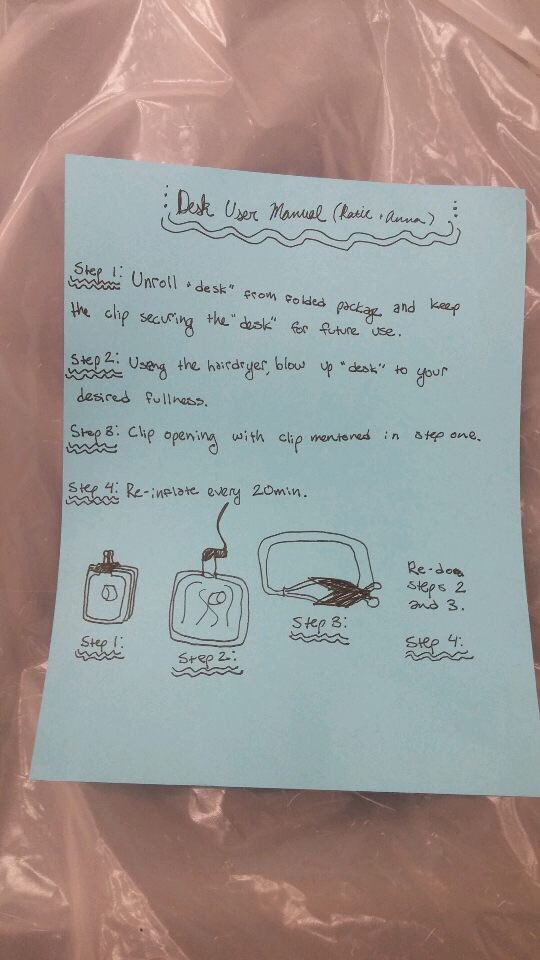 Desk User Manual (Katie + Anna)
Step 1: Unroll "desk" from folded package and keep
the clip securing the "desk" for future use.
Step 2: Using the hairdryer, blow up "desk" to your
desired fullness.
Step 3: Clip opening with clip mentoned in step one.
Step 4: Re-inflate every 20min.
Step 1:
Step 2:
Step 3:
Re-do
steps 2
and 3.
Step 4: